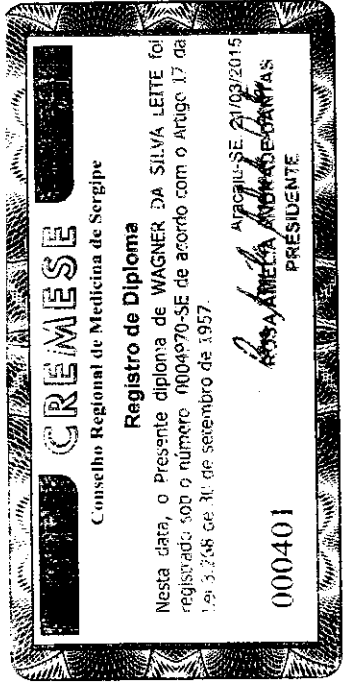 CREMESE
Conselho Regional de Medicina de Sergipe
Registro de Diploma
Nesta data, o Presente diploma de WAGNER DA SILVA LEITE foi
registrado sob o número 0004970-SE de acordo com o Artigo 17 da
Lei 3.268 de 30 de setembro de 1957.
Aracaju-SE, 21/03/2015
ROSA AMÉLIA ANDRADE DANTAS
PRESIDENTE
000401